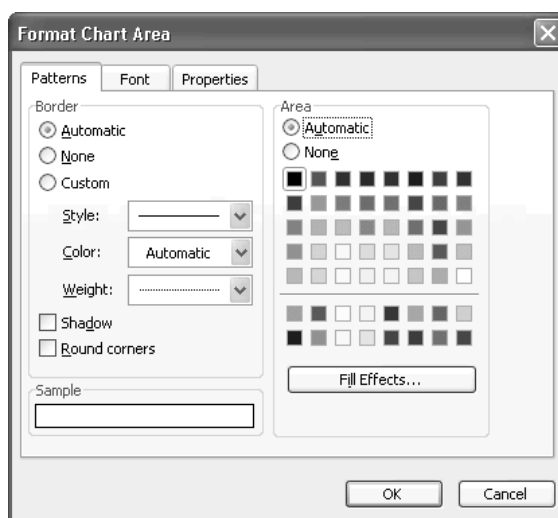 Format Chart Area
Patterns Font Properties
Border
Automatic
None
Custom
Style:
Color: Automatic
Weight:
Shadow
Round corners
Sample
Area
Automatic
None
Fill Effects...
OK Cancel